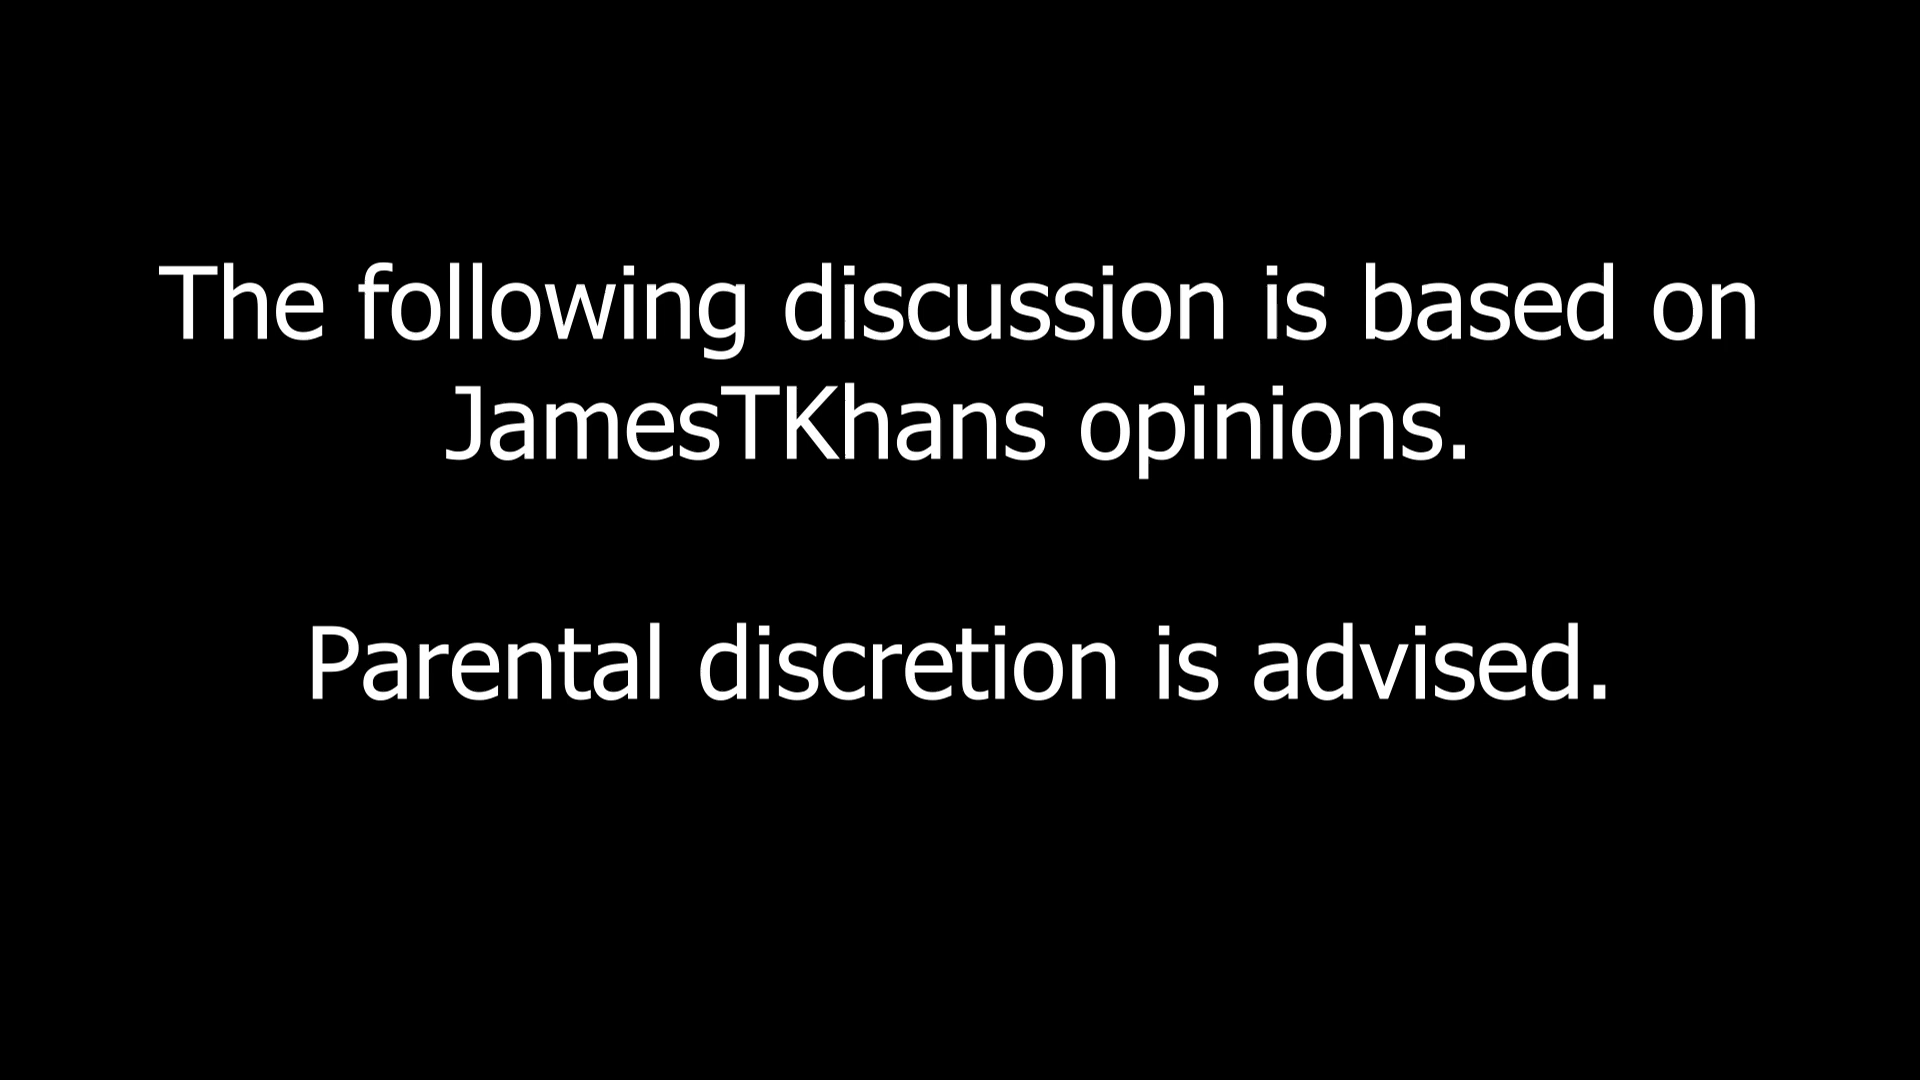 The following discussion is based on
JamesTKhans opinions.
Parental discretion is advised.